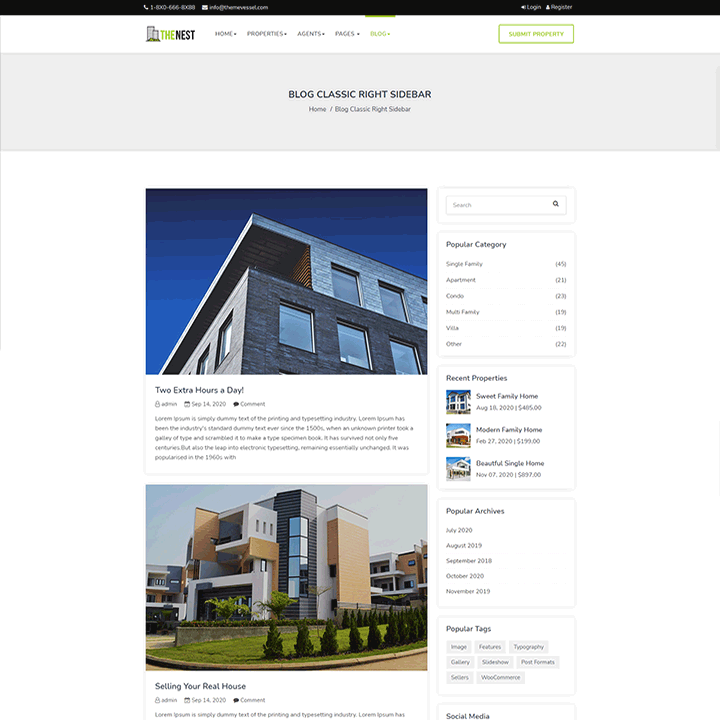 1-8X0-666-8X88 info@themevessel.com Login Register
THENEST HOME PROPERTIES AGENTS PAGES BLOG SUBMIT PROPERTY
BLOG CLASSIC RIGHT SIDEBAR
Home / Blog Classic Right Sidebar
Two Extra Hours a Day!
admin Sep 14, 2020 Comment
Lorem Ipsum is simply dummy text of the printing and typesetting industry. Lorem Ipsum has
been the industry's standard dummy text ever since the 1500s, when an unknown printer took a
galley of type and scrambled it to make a type specimen book. It has survived not only five
centuries.But also the leap into electronic typesetting, remaining essentially unchanged. It was
popularised in the 1960s with
Selling Your Real House
admin Sep 14, 2020 Comment
Lorem Ipsum is simply dummy text of the printing and typesetting industry. Lorem Ipsum has
Search
Popular Category
Single Family (45)
Apartment (21)
Condo (23)
Multi Family (19)
Villa (19)
Other (22)
Recent Properties
Sweet Family Home
Aug 18, 2020 | $485.00
Modern Family Home
Feb 27, 2020 | $199.00
Beautful Single Home
Nov 07, 2020 | $897.00
Popular Archives
July 2020
August 2019
September 2018
October 2020
November 2019
Popular Tags
Image Features Typography
Gallery Slideshow Post Formats
Sellers WooCommerce
Social Media